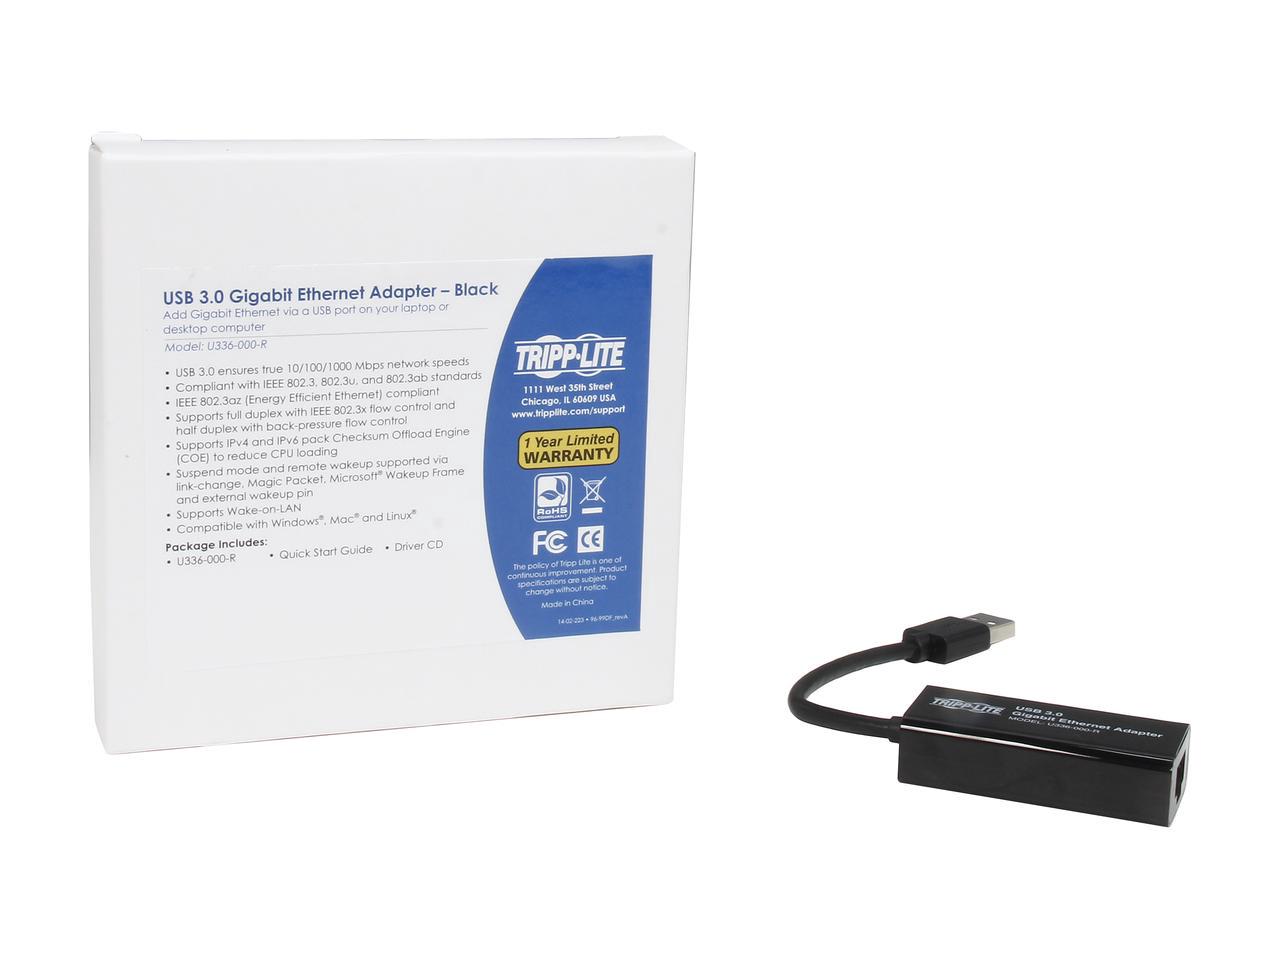 USB 3.0 Gigabit Ethernet Adapter – Black
Add Gigabit Ethernet via a USB port on your laptop or
desktop computer
Model: U336-000-R
• USB 3.0 ensures true 10/100/1000 Mbps network speeds
• Compliant with IEEE 802.3, 802.3u, and 802.3ab standards
• IEEE 802.3az (Energy Efficient Ethernet) compliant
• Supports full duplex with IEEE 802.3x flow control and
half duplex with back-pressure flow control
• Supports IPv4 and IPv6 pack Checksum Offload Engine
(COE) to reduce CPU loading
• Suspend mode and remote wakeup supported via
link-change, Magic Packet, Microsoft® Wakeup Frame
and external wakeup pin
• Supports Wake-on-LAN
• Compatible with Windows®, Mac® and Linux®
Package Includes:
• U336-000-R • Quick Start Guide • Driver CD
TRIPP·LITE
1111 West 35th Street
Chicago, IL 60609 USA
www.tripplite.com/support
1 Year Limited
WARRANTY
RoHS
COMPLIANT
FC CE
The policy of Tripp Lite is one of
continuous improvement. Product
specifications are subject to
change without notice.
Made in China
14-02-223 • 96-99DF_revA
TRIPP·LITE
USB 3.0
Gigabit Ethernet Adapter
MODEL: U336-000-R